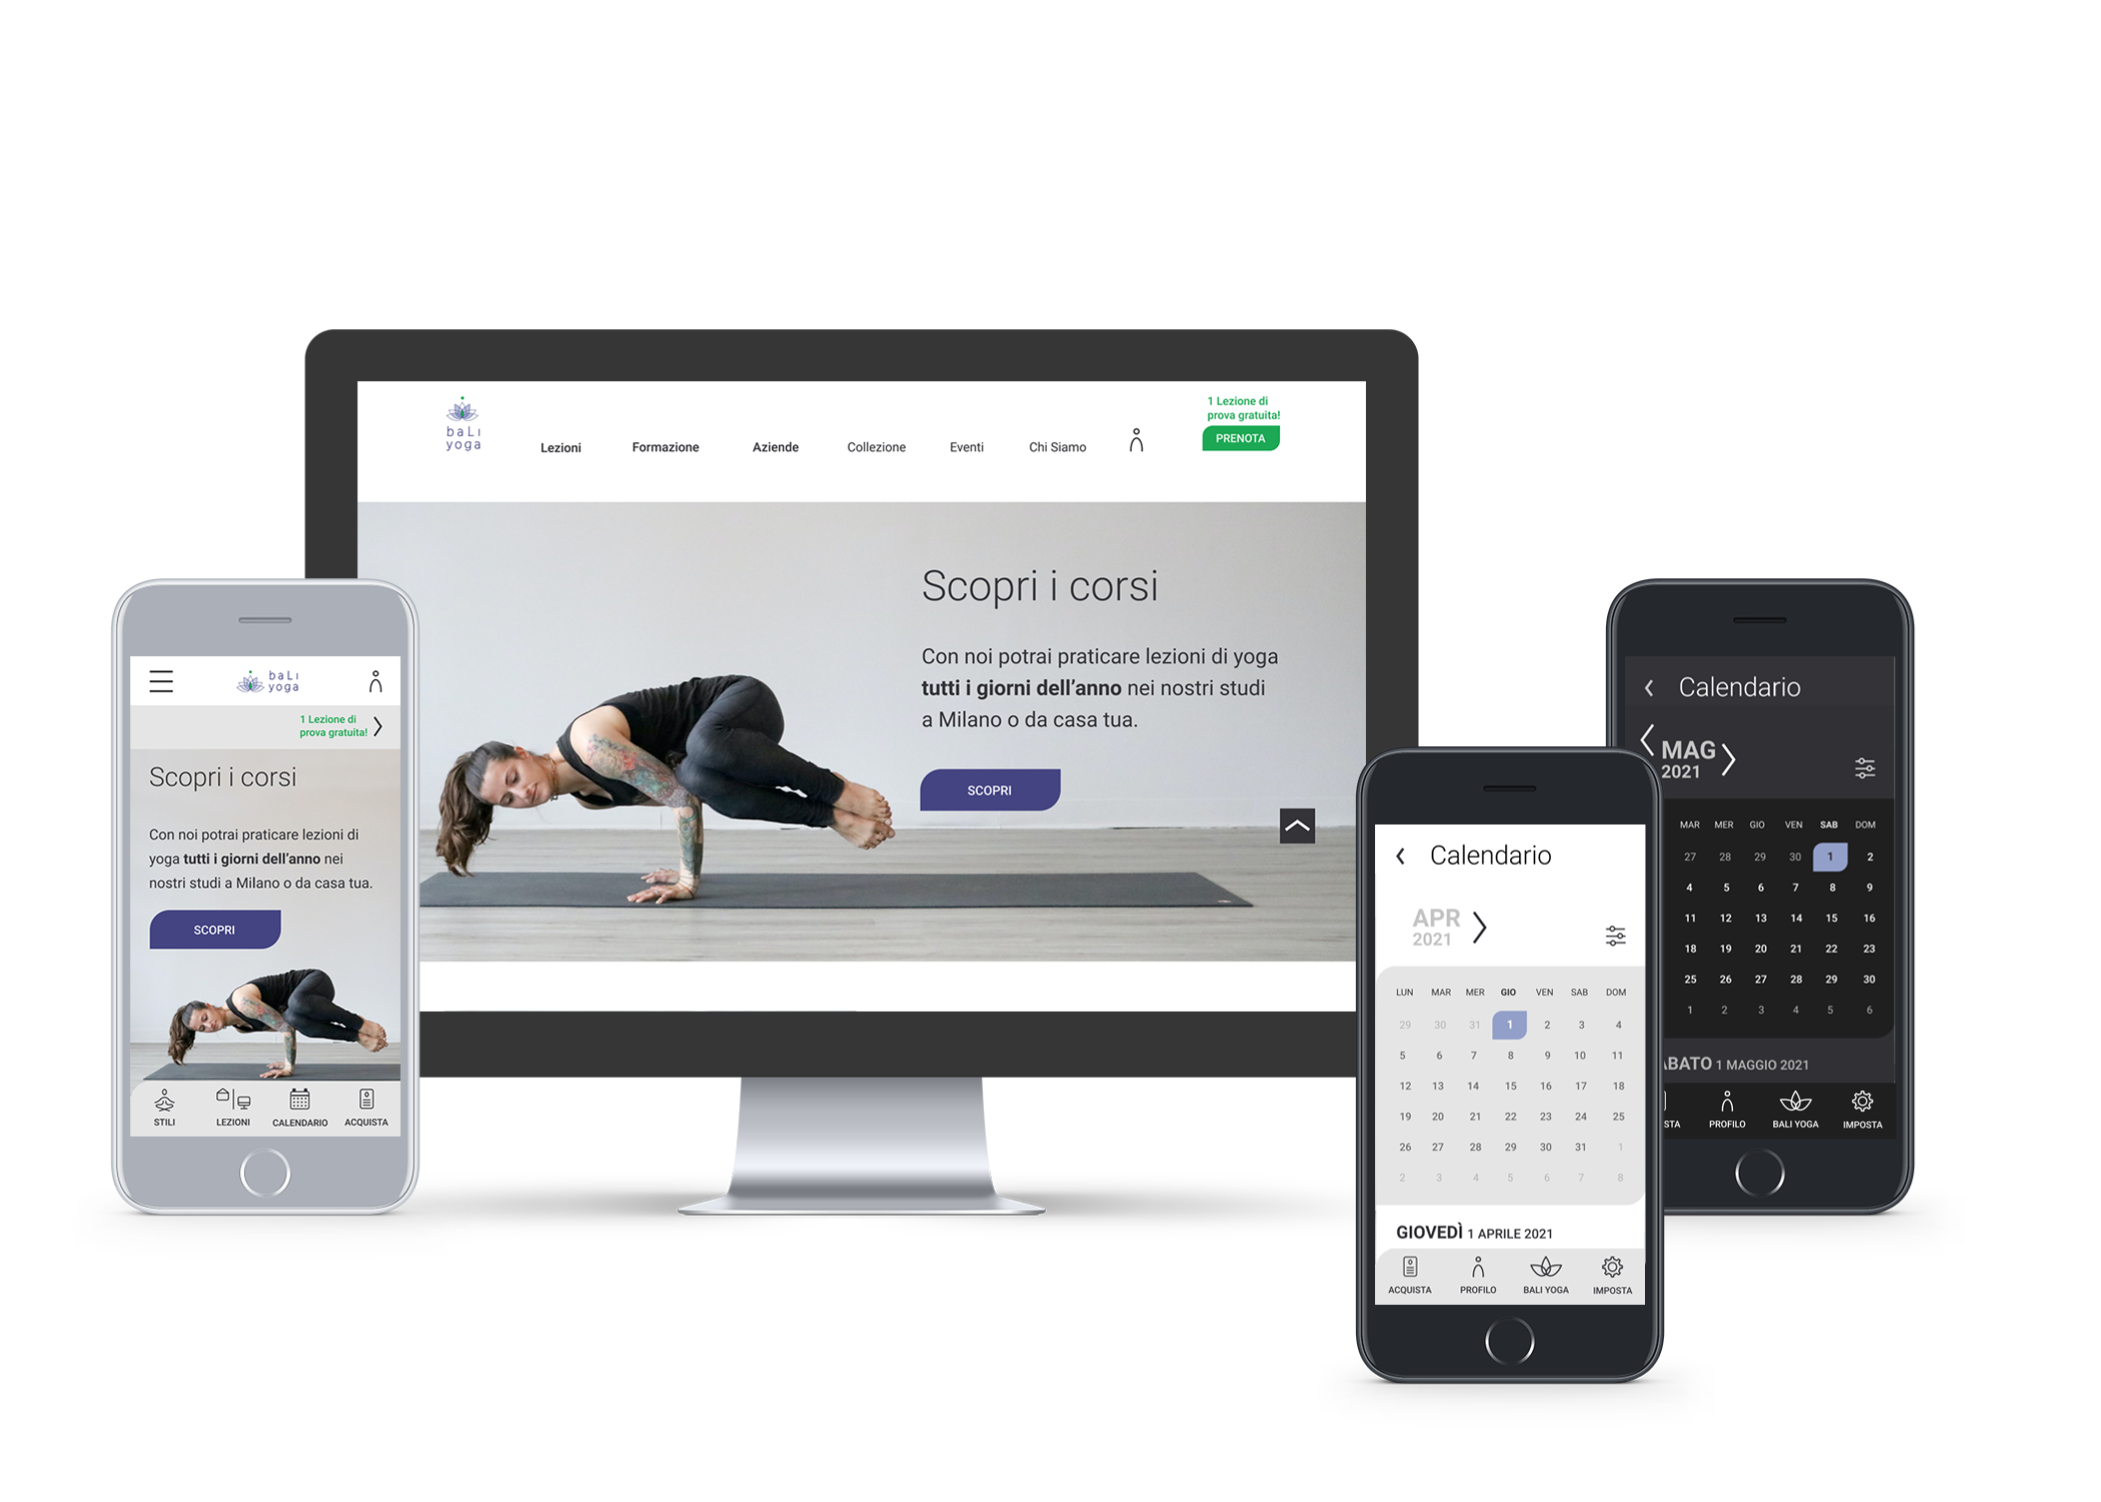 baLı
yoga
Lezioni Formazione Aziende Collezione Eventi Chi Siamo
1 Lezione di
prova gratuita!
PRENOTA
Scopri i corsi
Con noi potrai praticare lezioni di yoga
tutti i giorni dell'anno nei nostri studi
a Milano o da casa tua.
SCOPRI
baLı
yoga
1 Lezione di
prova gratuita!
Scopri i corsi
Con noi potrai praticare lezioni di
yoga tutti i giorni dell'anno nei
nostri studi a Milano o da casa tua.
SCOPRI
STILI LEZIONI CALENDARIO ACQUISTA
Calendario
APR
2021
LUN MAR MER GIO VEN SAB DOM
29 30 31 1 2 3 4
5 6 7 8 9 10 11
12 13 14 15 16 17 18
19 20 21 22 23 24 25
26 27 28 29 30 31 1
2 3 4 5 6 7 8
GIOVEDÌ 1 APRILE 2021
ACQUISTA PROFILO BALI YOGA IMPOSTA
Calendario
MAG
2021
MAR MER GIO VEN SAB DOM
27 28 29 30 1 2
4 5 6 7 8 9
11 12 13 14 15 16
18 19 20 21 22 23
25 26 27 28 29 30
1 2 3 4 5 6
ABATO 1 MAGGIO 2021
STA PROFILO BALI YOGA IMPOSTA